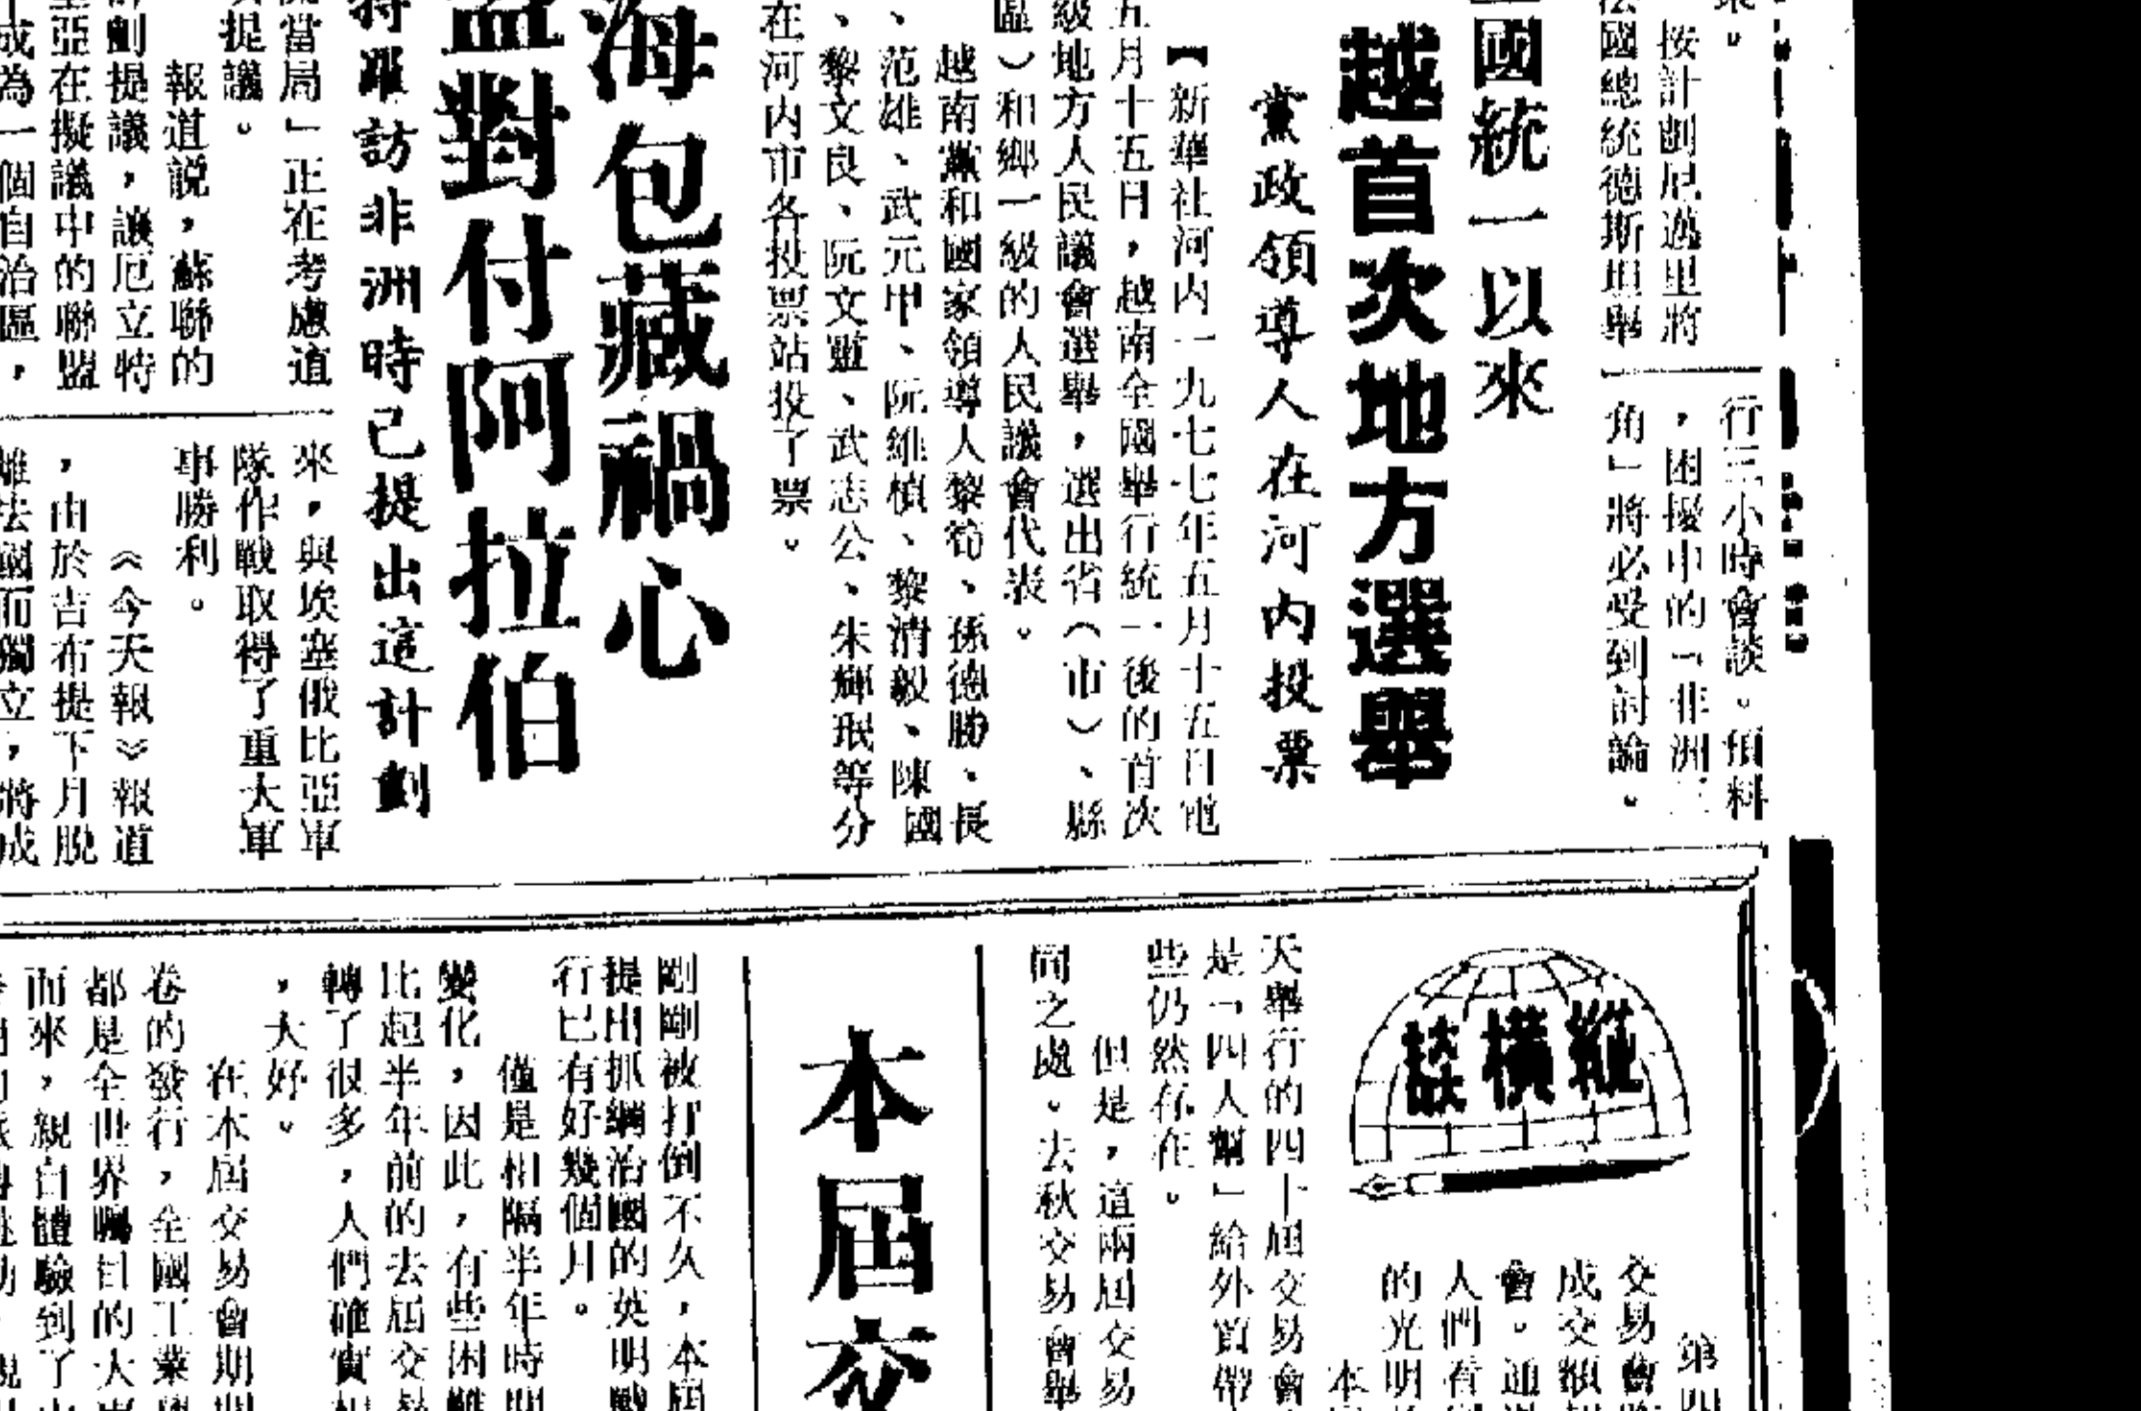 果。
按計劃尼邁里將
法國總統德斯坦舉
行三小時會談。預料
，困擾中的「非洲三
角」將必受到討論。
國統一以來
越首次地方選舉
黨政領導人在河內投票
【新華社河內一九七七年五月十五日電
五月十五日，越南全國舉行統一後的首次
級地方人民議會選舉，選出省（市）、縣
區）和鄉一級的人民議會代表。
越南黨和國家領導人黎筍、孫德勝、長
、范雄、武元甲、阮維楨、黎清毅、陳國
、黎文良、阮文靈、武志公、朱輝珉等分
在河內市各投票站投了票。
海包藏禍心
盟對付阿拉伯
訪非洲時已提出這計劃
當局」正在考慮這
提議。
報道說，蘇聯的
劃提議，讓厄立特
亞在擬議中的聯盟
成為一個自治區，
來，與埃塞俄比亞軍
隊作戰取得了重大軍
事勝利。
《今天報》報道
，由於吉布提下月脫
離法國而獨立，將成
縱橫談
第四
交易會
成交額
會。通
人們看
的光明
本
天舉行的四十屆交易會
是「四人幫」給外貿帶
些仍然存在。
但是，這兩屆交易
同之處。去秋交易會舉
本屆交
剛剛被打倒不久，本屆
提出抓綱治國的英明戰
行已有好幾個月。
僅是相隔半年時間
變化，因此，有些困難
比起半年前的去屆交易
轉了很多，人們確實相
，大好。
在本屆交易會期間
卷的發行，全國工業
都是全世界矚目的大
而來，親自體驗到了